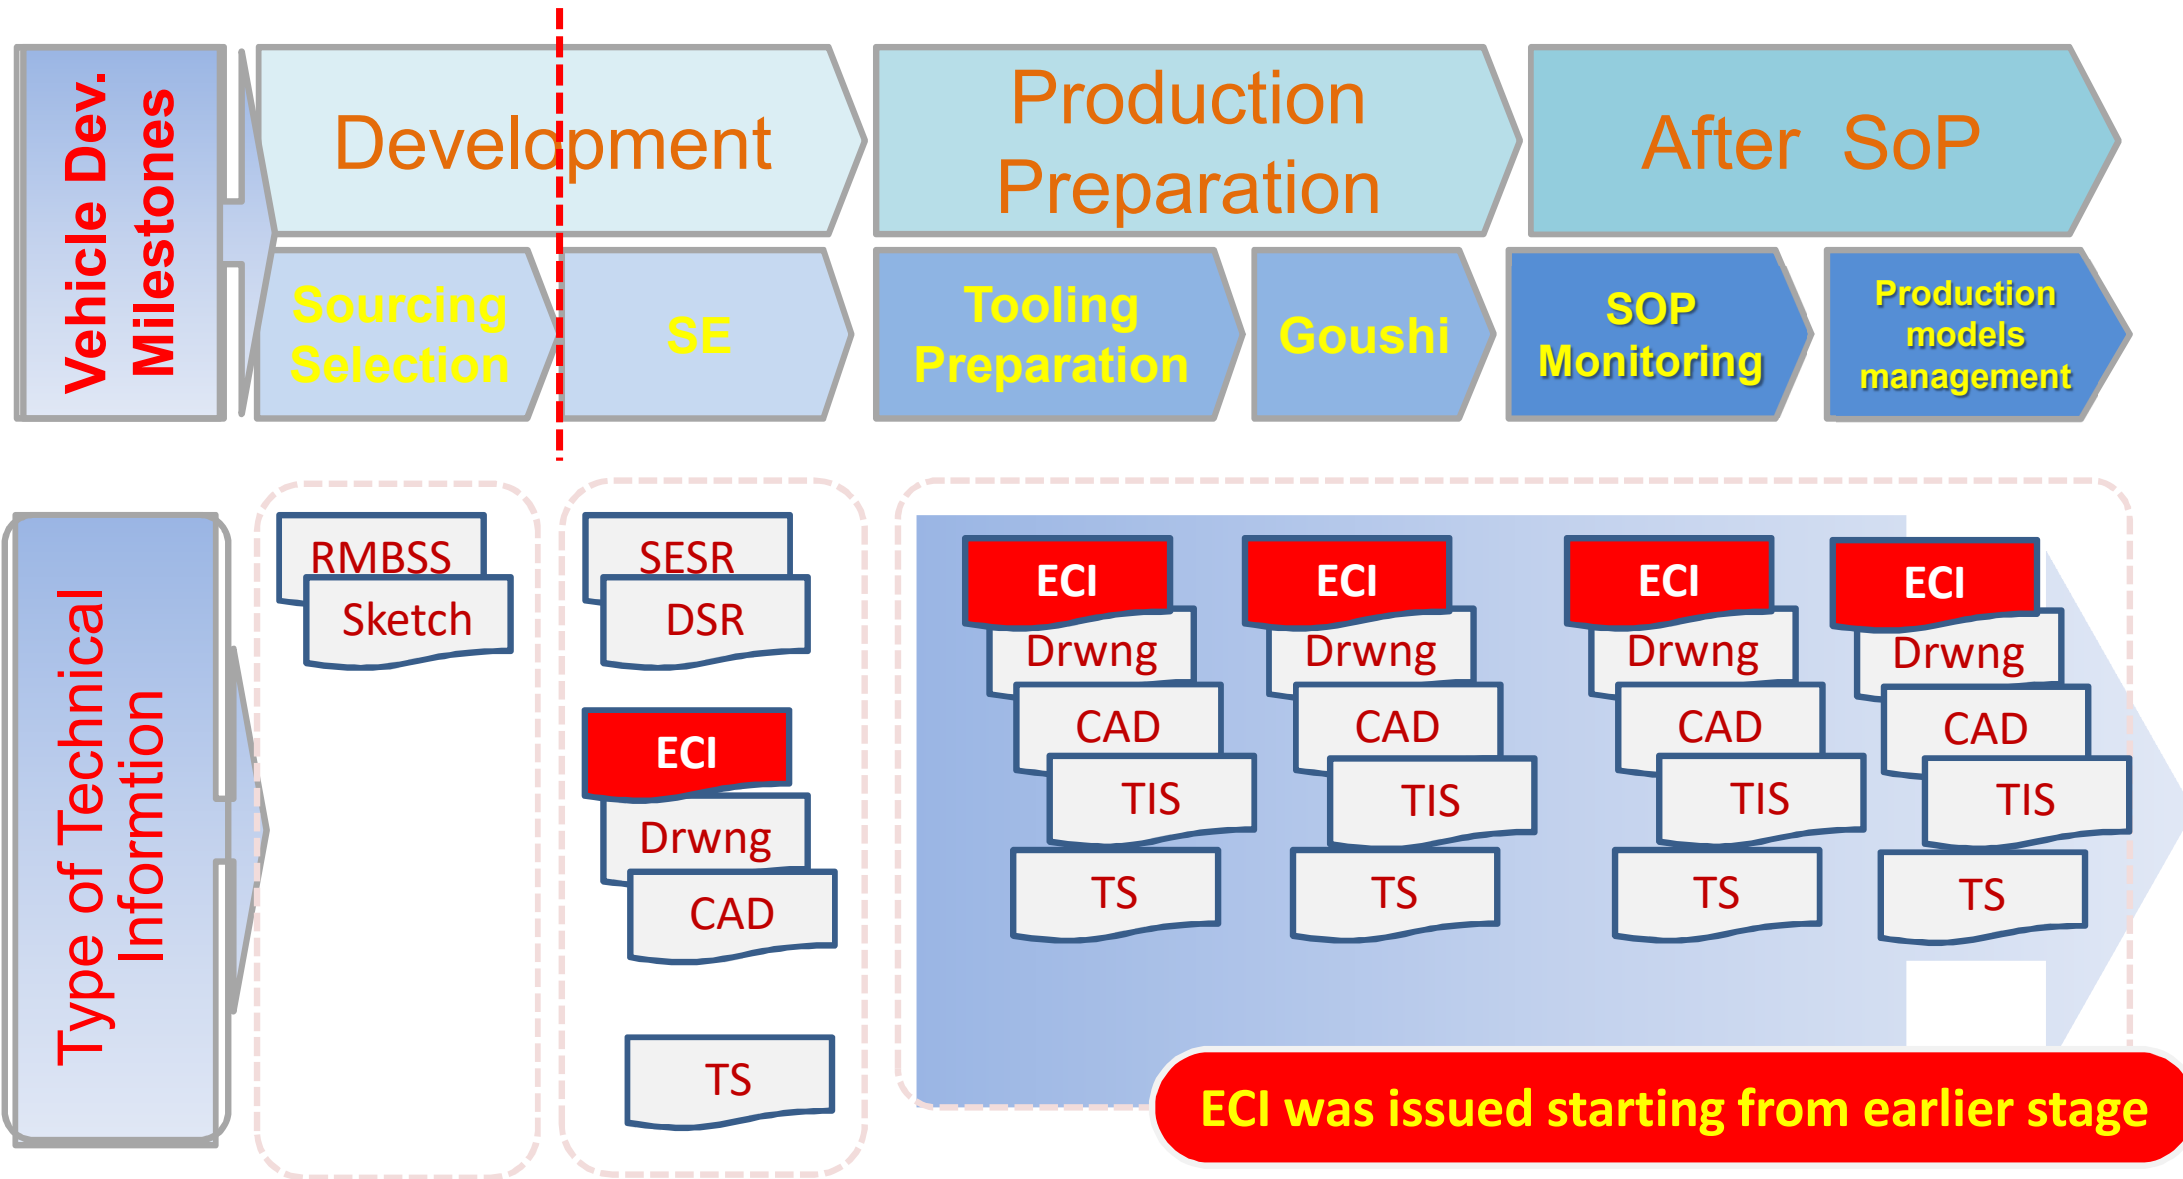 Vehicle Dev.
Milestones
Development
Production
Preparation
After SoP
Sourcing
Selection
SE
Tooling
Preparation
Goushi
SOP
Monitoring
Production
models
management
Type of Technical
Informtion
RMBSS
Sketch
SESR
DSR
ECI
Drwng
CAD
TS
ECI
Drwng
CAD
TIS
TS
ECI
Drwng
CAD
TIS
TS
ECI
Drwng
CAD
TIS
TS
ECI
Drwng
CAD
TIS
TS
ECI was issued starting from earlier stage